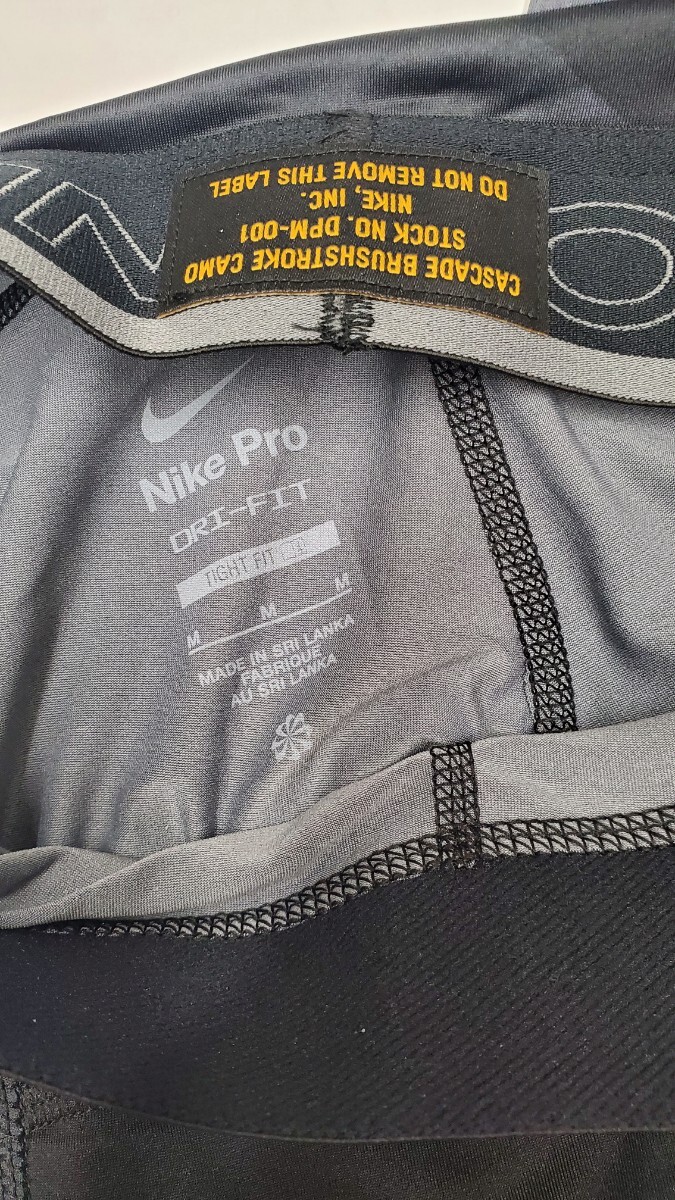 CASCADE BRUSHSTROKE CAMO
STOCK NO. DPM-001
NIKE, INC.
DO NOT REMOVE THIS LABEL
Nike Pro
DRI-FIT
TIGHT FIT
M M M
MADE IN SRI LANKA
FABRIQUE
AU SRI LANKA